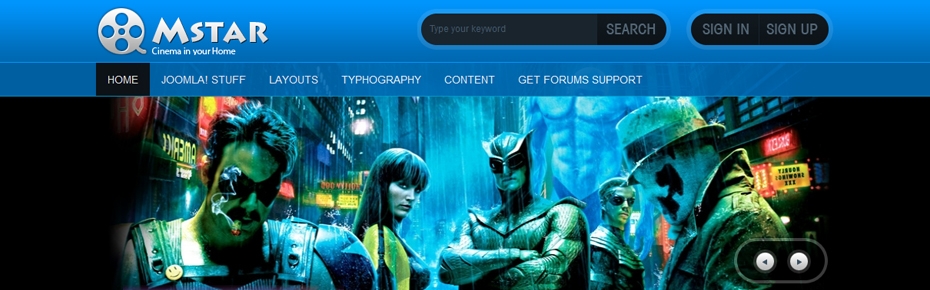 Mstar
Cinema in your Home
Type your keyword
SEARCH
SIGN IN
SIGN UP
HOME
JOOMLA! STUFF
LAYOUTS
TYPHOGRAPHY
CONTENT
GET FORUMS SUPPORT